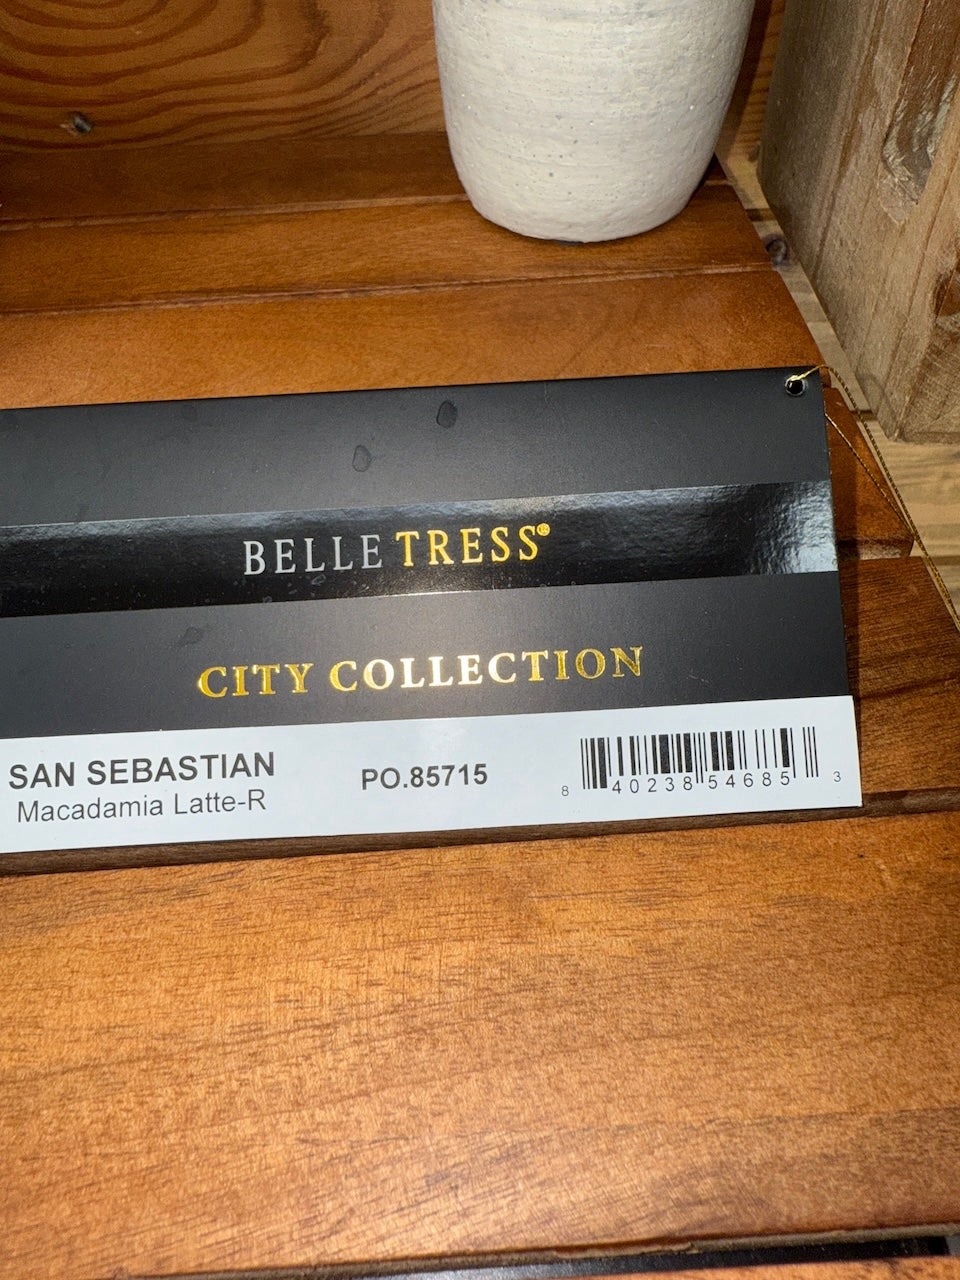 BELLE TRESS®
CITY COLLECTION
SAN SEBASTIAN
Macadamia Latte-R
PO.85715
8 40238 54685 3